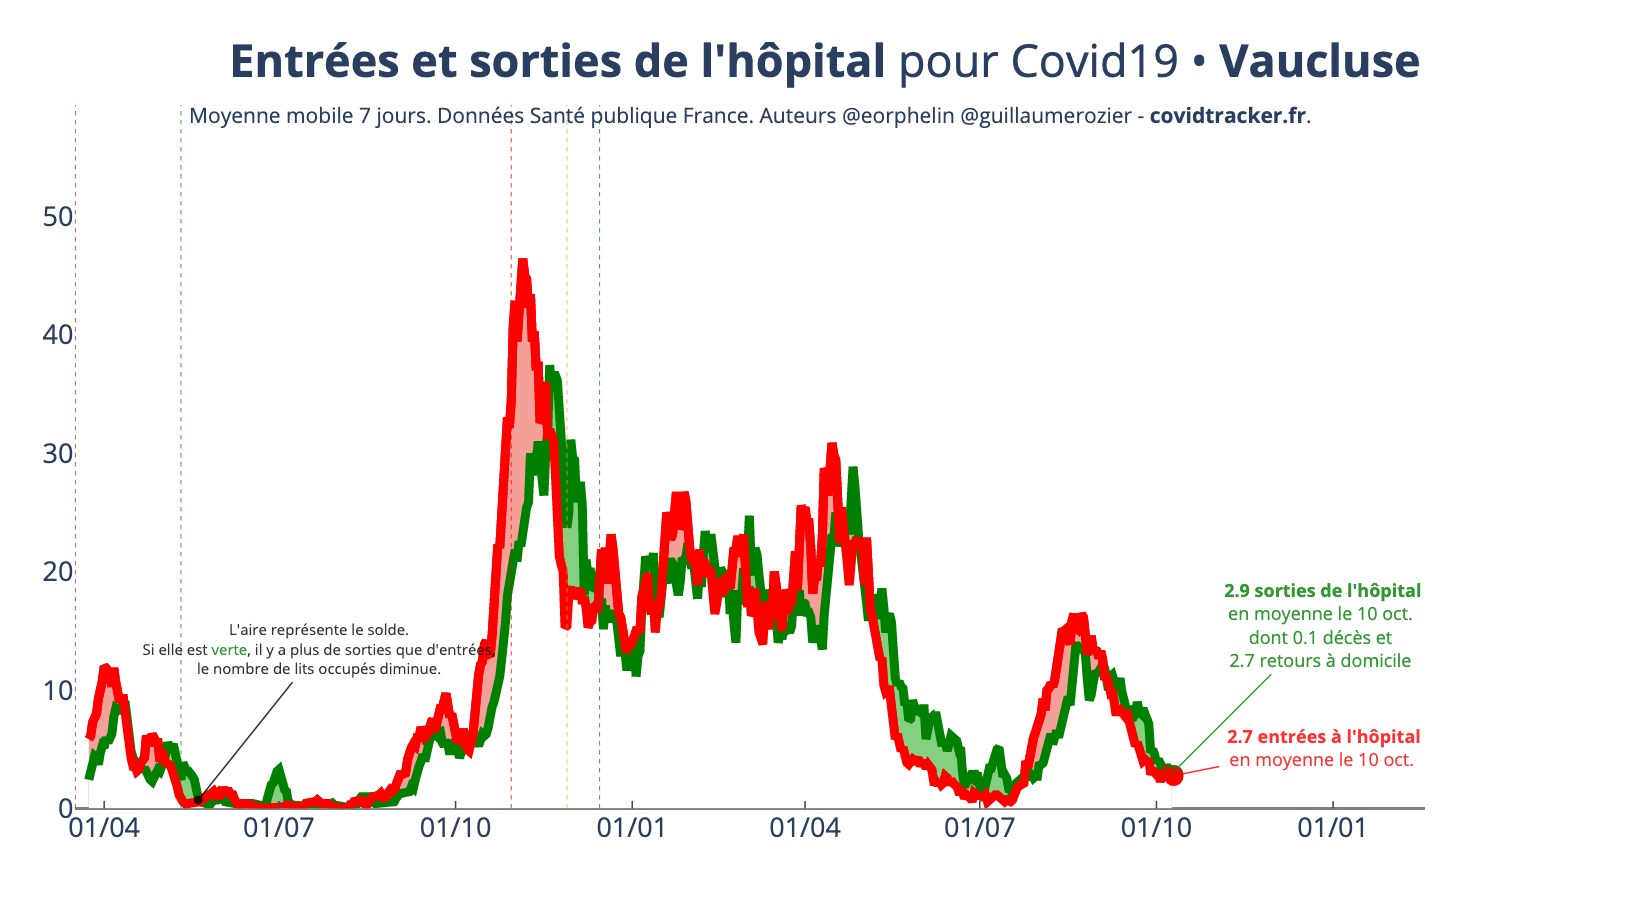 Entrées et sorties de l'hôpital pour Covid19 • Vaucluse
Moyenne mobile 7 jours. Données Santé publique France. Auteurs @eorphelin @guillaumerozier - covidtracker.fr.
50
40
30
20
10
0
L'aire représente le solde.
Si elle est verte, il y a plus de sorties que d'entrées,
le nombre de lits occupés diminue.
2.9 sorties de l'hôpital
en moyenne le 10 oct.
dont 0.1 décès et
2.7 retours à domicile
2.7 entrées à l'hôpital
en moyenne le 10 oct.
01/04 01/07 01/10 01/01 01/04 01/07 01/10 01/01